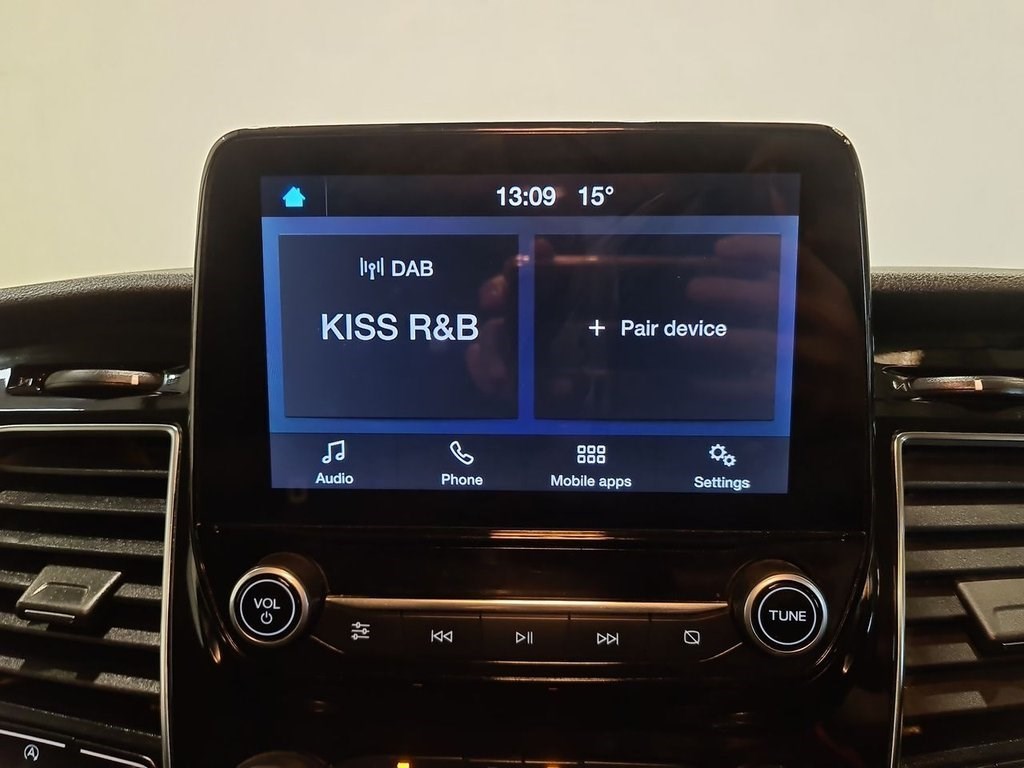 13:09 15°
DAB
KISS R&B
+ Pair device
Audio Phone Mobile apps Settings
VOL
TUNE
A